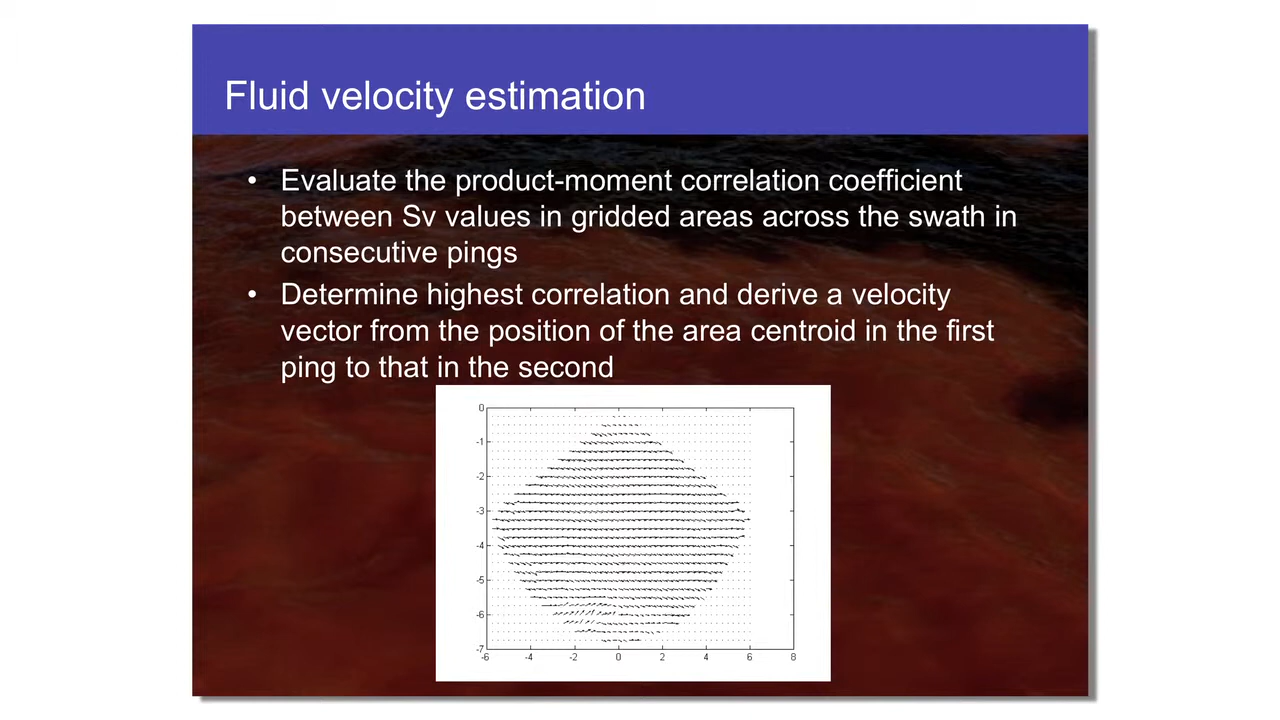 Fluid velocity estimation
• Evaluate the product-moment correlation coefficient
between Sv values in gridded areas across the swath in
consecutive pings
• Determine highest correlation and derive a velocity
vector from the position of the area centroid in the first
ping to that in the second
0
-1
-2
-3
-4
-5
-6
-7
-6 -4 -2 0 2 4 6 8